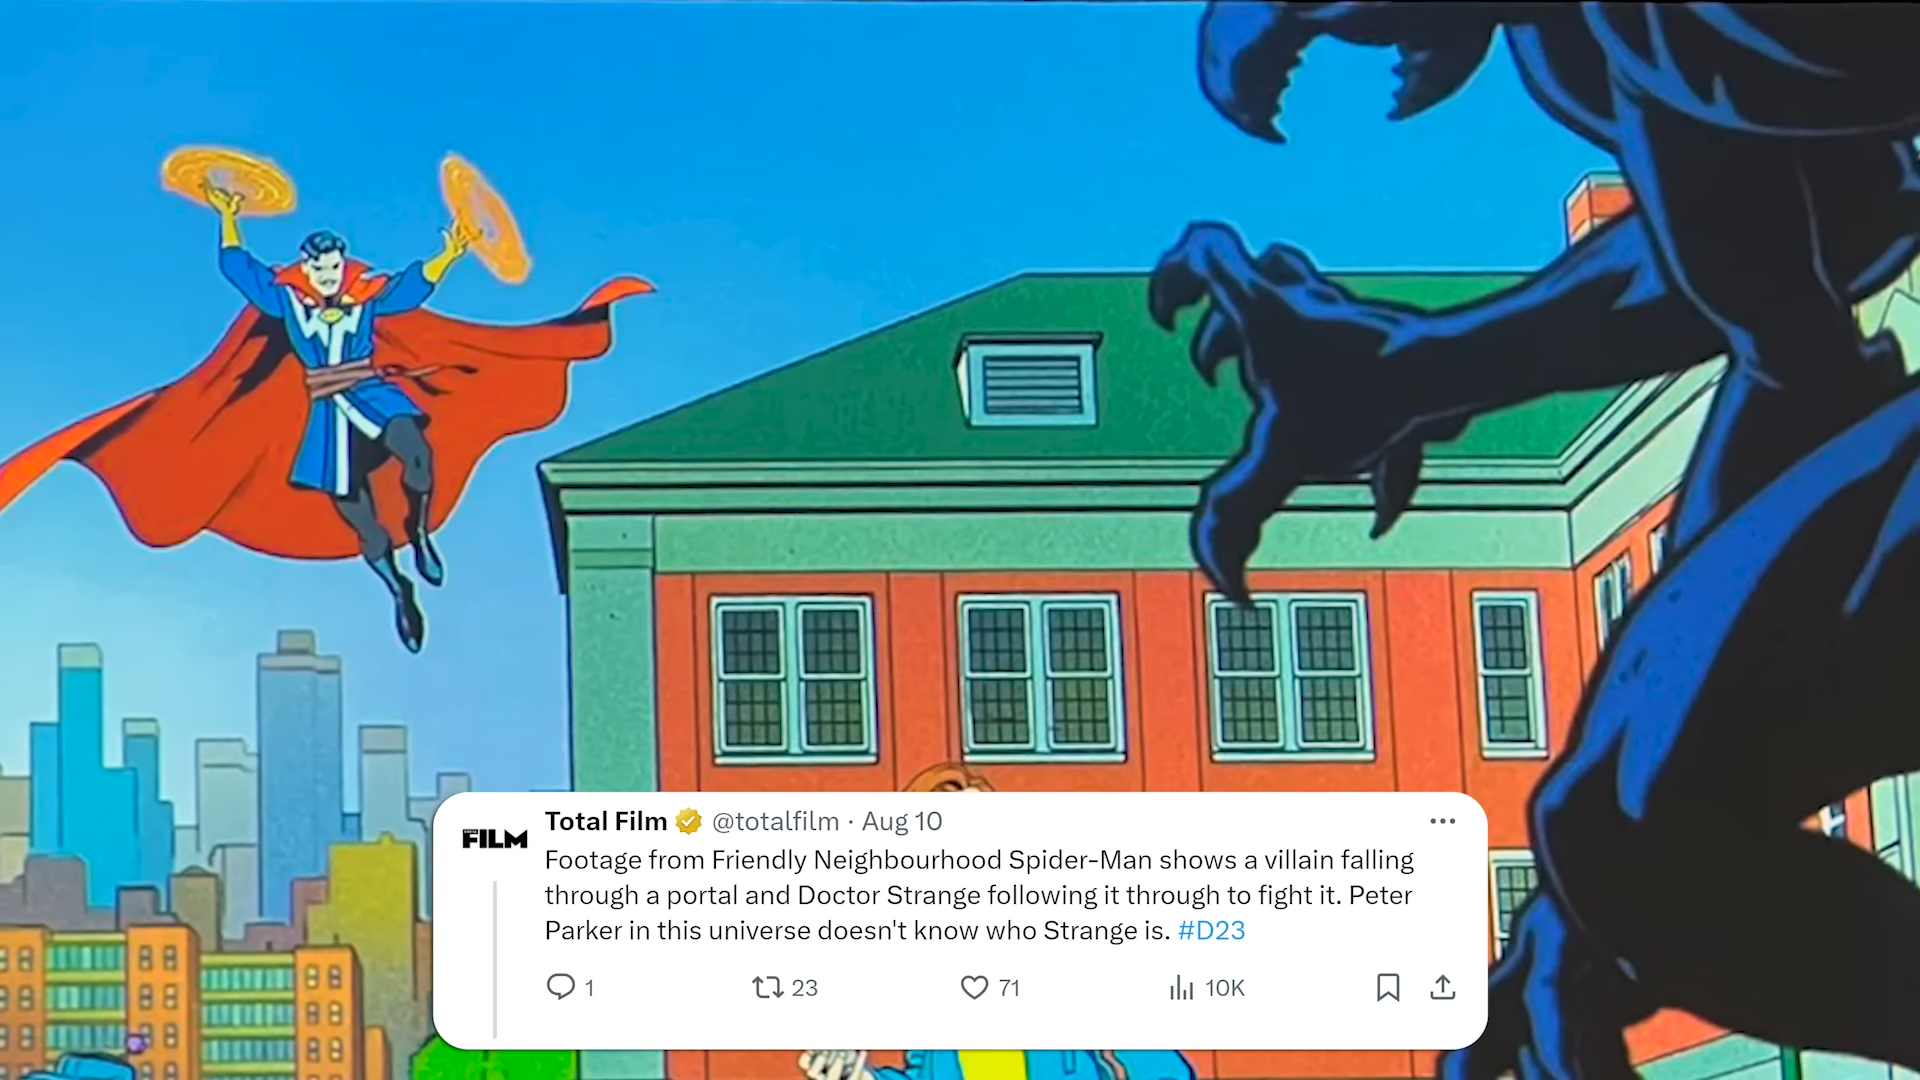 Total Film @totalfilm · Aug 10
FILM
Footage from Friendly Neighbourhood Spider-Man shows a villain falling
through a portal and Doctor Strange following it through to fight it. Peter
Parker in this universe doesn't know who Strange is. #D23
1 23 71 10K